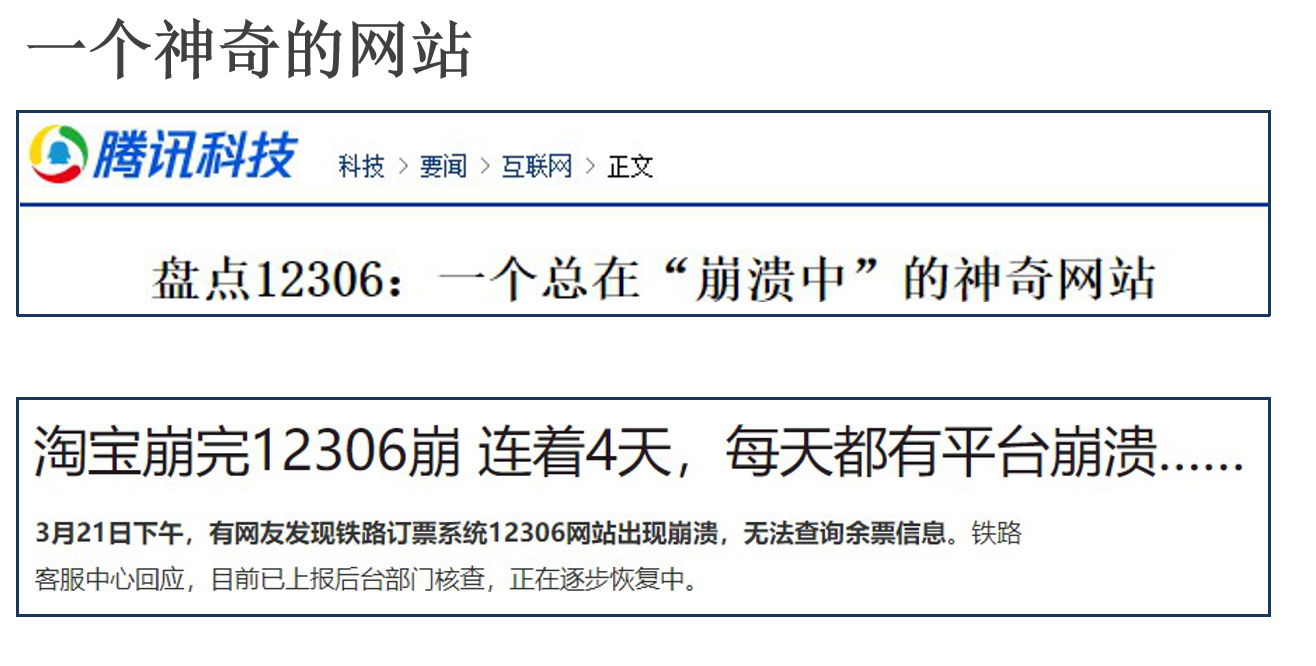 一个神奇的网站
腾讯科技 科技 > 要闻 > 互联网 > 正文
盘点12306：一个总在“崩溃中”的神奇网站
淘宝崩完12306崩 连着4天，每天都有平台崩溃……
3月21日下午，有网友发现铁路订票系统12306网站出现崩溃，无法查询余票信息。铁路
客服中心回应，目前已上报后台部门核查，正在逐步恢复中。